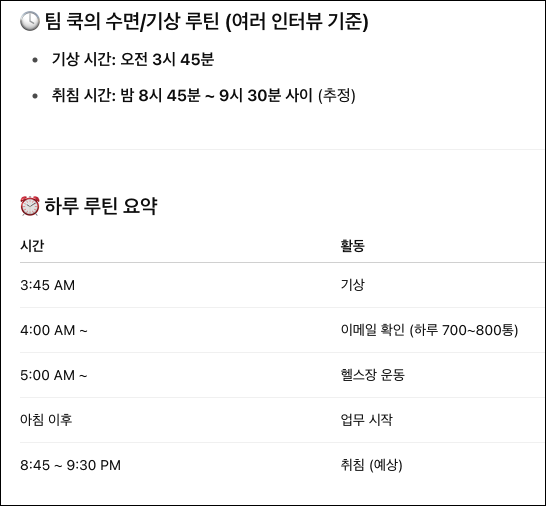 🕓 팀 쿡의 수면/기상 루틴 (여러 인터뷰 기준)
• 기상 시간: 오전 3시 45분
• 취침 시간: 밤 8시 45분 ~ 9시 30분 사이 (추정)
⏰ 하루 루틴 요약
시간 활동
3:45 AM 기상
4:00 AM ~ 이메일 확인 (하루 700~800통)
5:00 AM ~ 헬스장 운동
아침 이후 업무 시작
8:45 ~ 9:30 PM 취침 (예상)